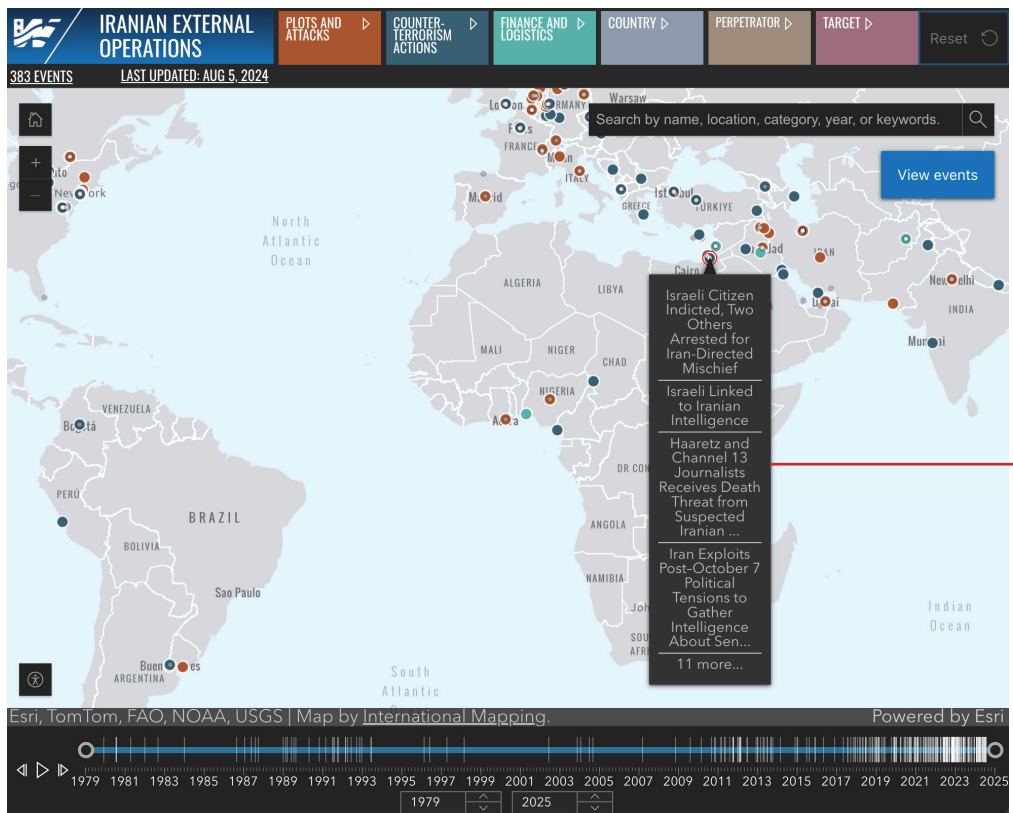 IRANIAN EXTERNAL
OPERATIONS
PLOTS AND
ATTACKS
COUNTER-
TERRORISM
ACTIONS
FINANCE AND
LOGISTICS
COUNTRY
PERPETRATOR
TARGET
Reset
383 EVENTS
LAST UPDATED: AUG 5, 2024
Search by name, location, category, year, or keywords.
View events
Warsaw
FRANCE
ITALY
GREECE
TÜRKIYE
North
Atlantic
Ocean
Cairo
ALGERIA
LIBYA
INDIA
MALI
NIGER
CHAD
NIGERIA
VENEZUELA
PERÚ
BRAZIL
BOLIVIA
Sao Paulo
ARGENTINA
ANGOLA
NAMIBIA
South
Atlantic
Indian
Ocean
Israeli Citizen
Indicted, Two
Others
Arrested for
Iran-Directed
Mischief
Israeli Linked
to Iranian
Intelligence
Haaretz and
Channel 13
Journalists
Receives Death
Threat from
Suspected
Iranian ...
Iran Exploits
Post-October 7
Political
Tensions to
Gather
Intelligence
About Sen...
11 more...
Esri, TomTom, FAO, NOAA, USGS | Map by International Mapping.
Powered by Esri
1979 1981 1983 1985 1987 1989 1991 1993 1995 1997 1999 2001 2003 2005 2007 2009 2011 2013 2015 2017 2019 2021 2023 2025
1979
2025